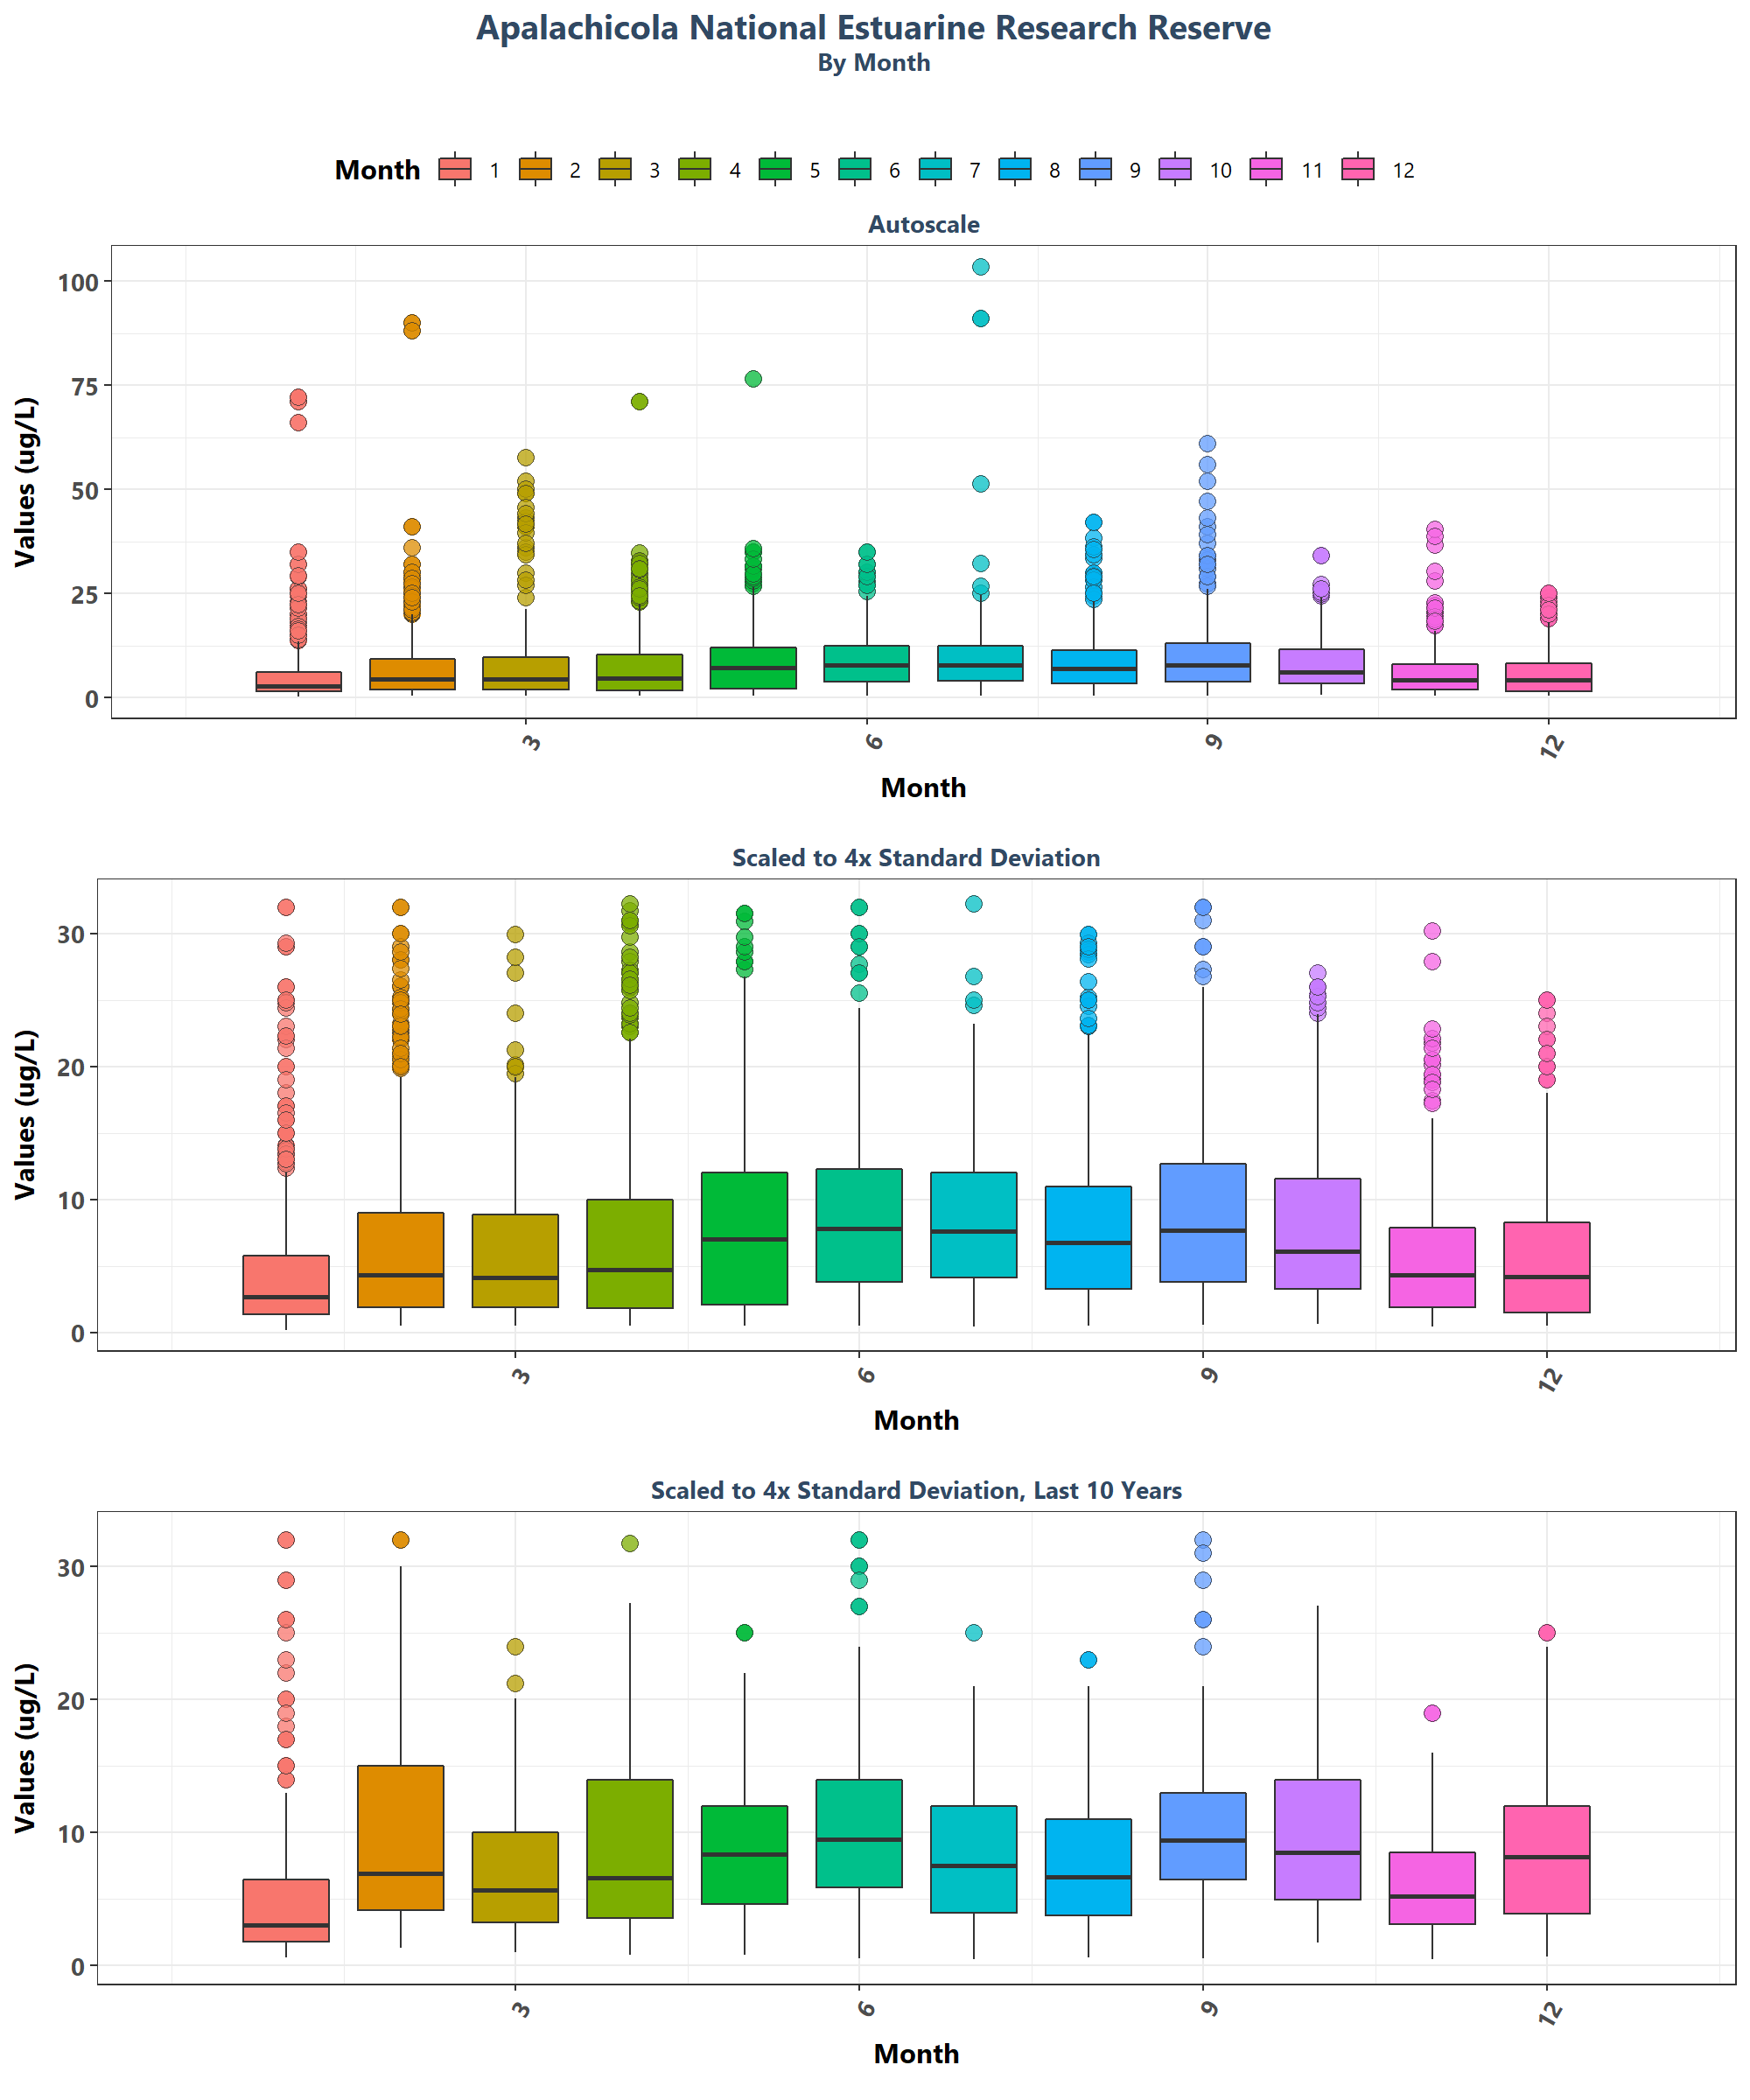 Apalachicola National Estuarine Research Reserve
By Month
Month 1 2 3 4 5 6 7 8 9 10 11 12
Autoscale
Values (ug/L)
100
75
50
25
0
3 6 9 12
Month
Scaled to 4x Standard Deviation
Values (ug/L)
30
20
10
0
3 6 9 12
Month
Scaled to 4x Standard Deviation, Last 10 Years
Values (ug/L)
30
20
10
0
3 6 9 12
Month